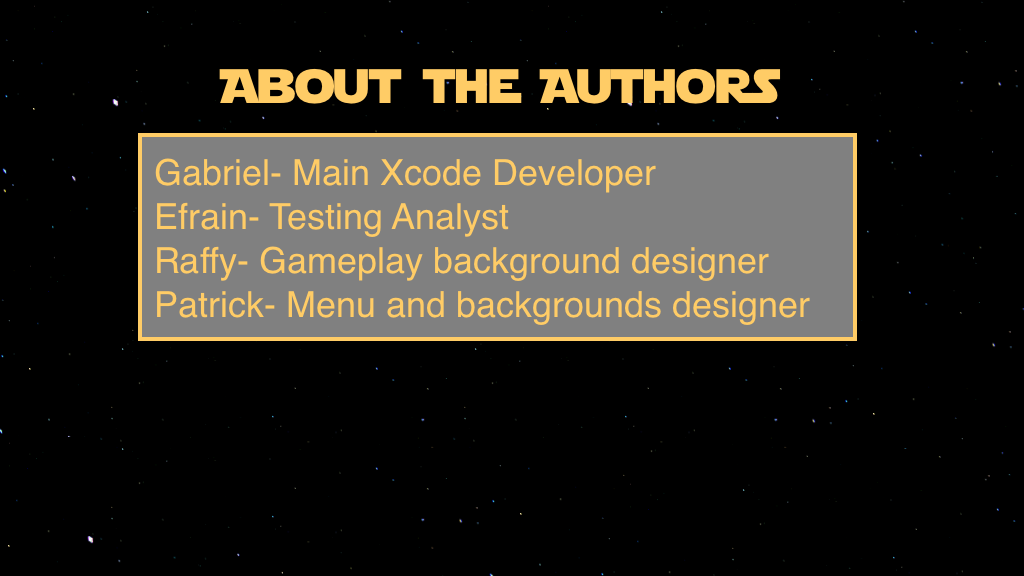 ABOUT THE AUTHORS
Gabriel- Main Xcode Developer
Efrain- Testing Analyst
Raffy- Gameplay background designer
Patrick- Menu and backgrounds designer